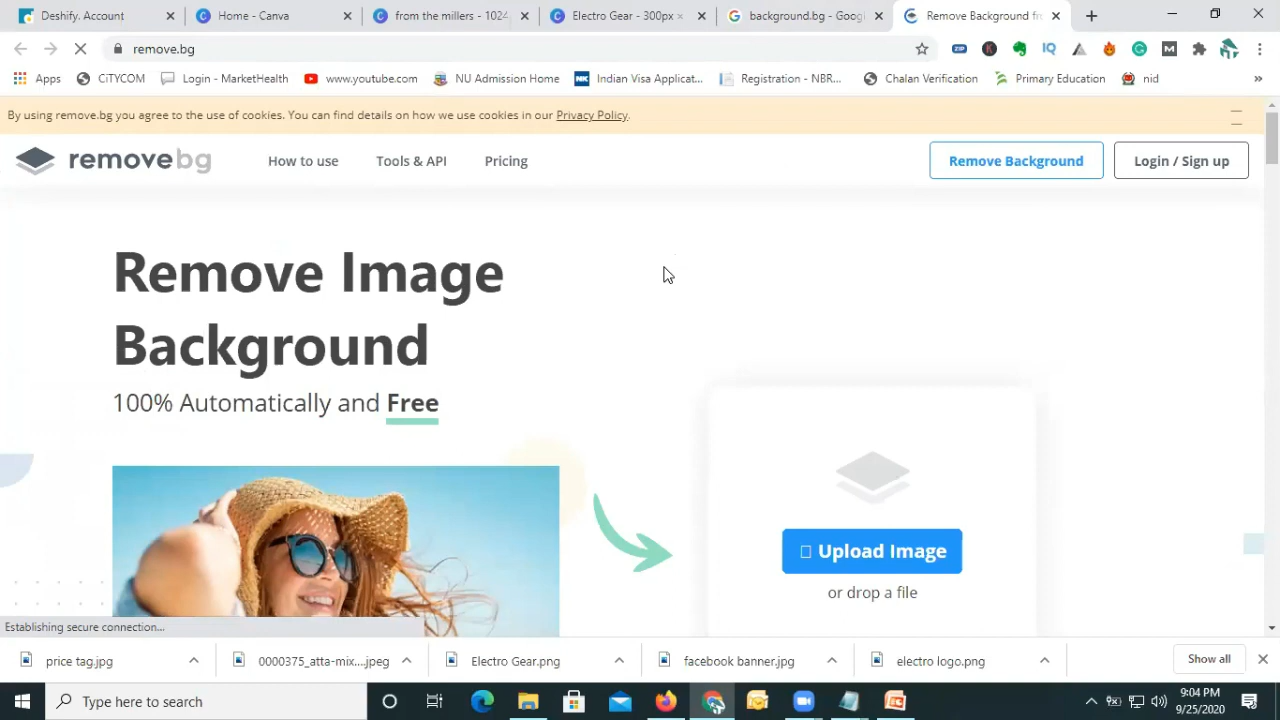 Deshify. Account
Home - Canva
from the millers - 1024
Electro Gear - 300px ×
background.bg - Googl
Remove Background fr
remove.bg
ZIP
K
IQ
M
Apps
CiTYCOM
Login - MarketHealth
www.youtube.com
NU Admission Home
Indian Visa Applicat...
Registration - NBR...
Chalan Verification
Primary Education
nid
»
By using remove.bg you agree to the use of cookies. You can find details on how we use cookies in our Privacy Policy.
removebg
How to use
Tools & API
Pricing
Remove Background
Login / Sign up
Remove Image
Background
100% Automatically and Free
Upload Image
or drop a file
Establishing secure connection...
price tag.jpg
0000375_atta-mix....jpeg
Electro Gear.png
facebook banner.jpg
electro logo.png
Show all
Type here to search
9:04 PM
9/25/2020